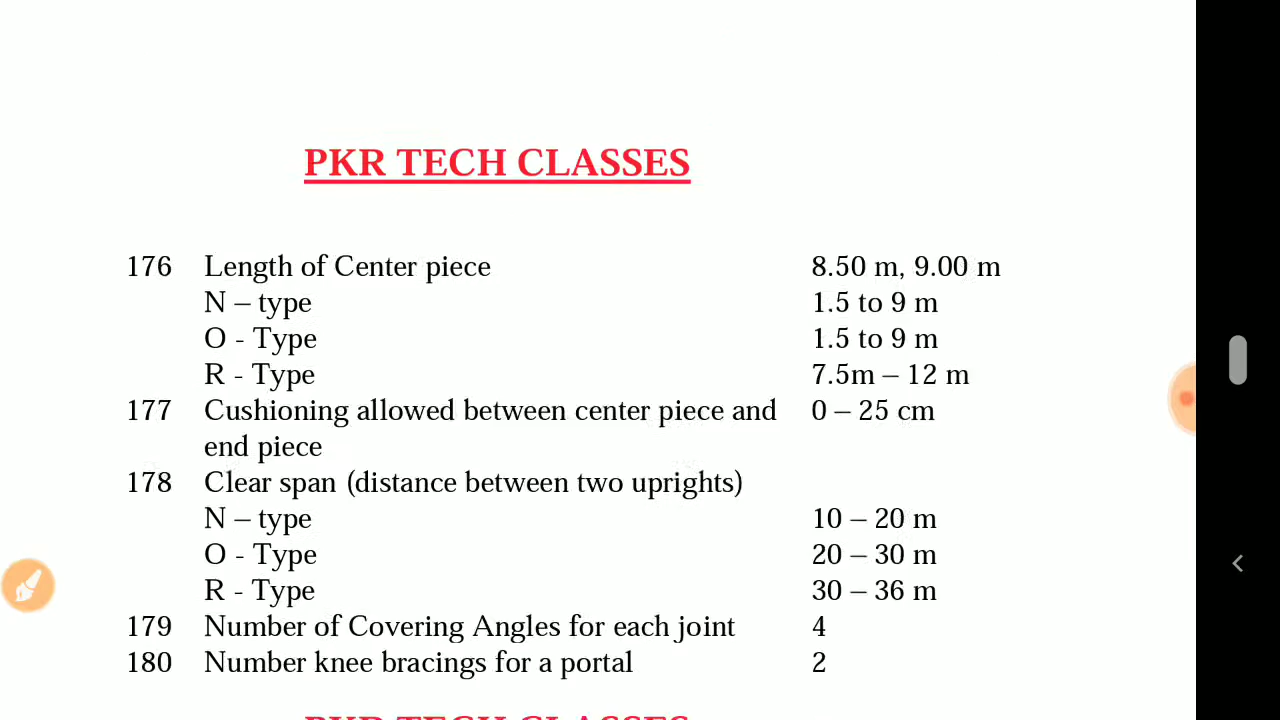 PKR TECH CLASSES
176 Length of Center piece 8.50 m, 9.00 m
N – type 1.5 to 9 m
O - Type 1.5 to 9 m
R - Type 7.5m – 12 m
177 Cushioning allowed between center piece and 0 – 25 cm
end piece
178 Clear span (distance between two uprights)
N – type 10 – 20 m
O - Type 20 – 30 m
R - Type 30 – 36 m
179 Number of Covering Angles for each joint 4
180 Number knee bracings for a portal 2
PKR TECH CLASSES